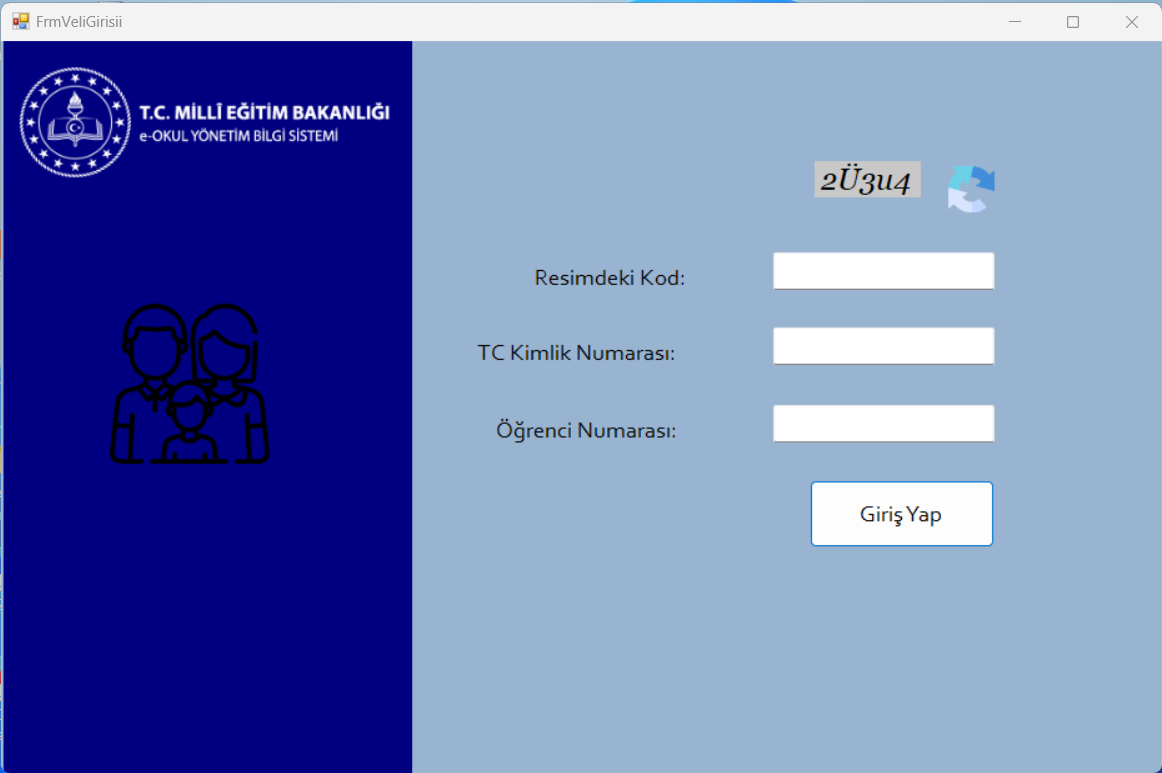 FrmVeliGirisii
T.C. MİLLÎ EĞİTİM BAKANLIĞI
e-OKUL YÖNETİM BİLGİ SİSTEMİ
2Ü3u4
Resimdeki Kod:
TC Kimlik Numarası:
Öğrenci Numarası:
Giriş Yap